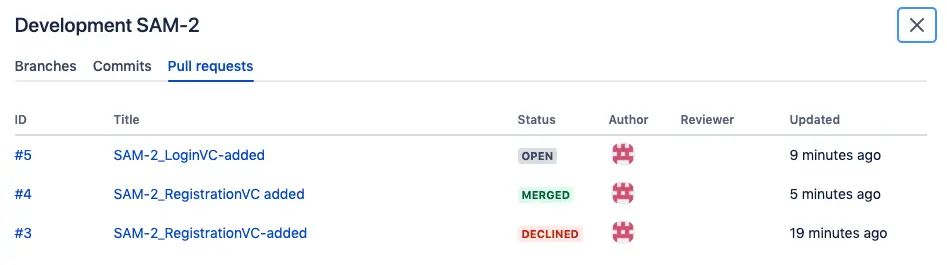 Development SAM-2
Branches Commits Pull requests
ID Title Status Author Reviewer Updated
#5 SAM-2_LoginVC-added OPEN 9 minutes ago
#4 SAM-2_RegistrationVC added MERGED 5 minutes ago
#3 SAM-2_RegistrationVC-added DECLINED 19 minutes ago